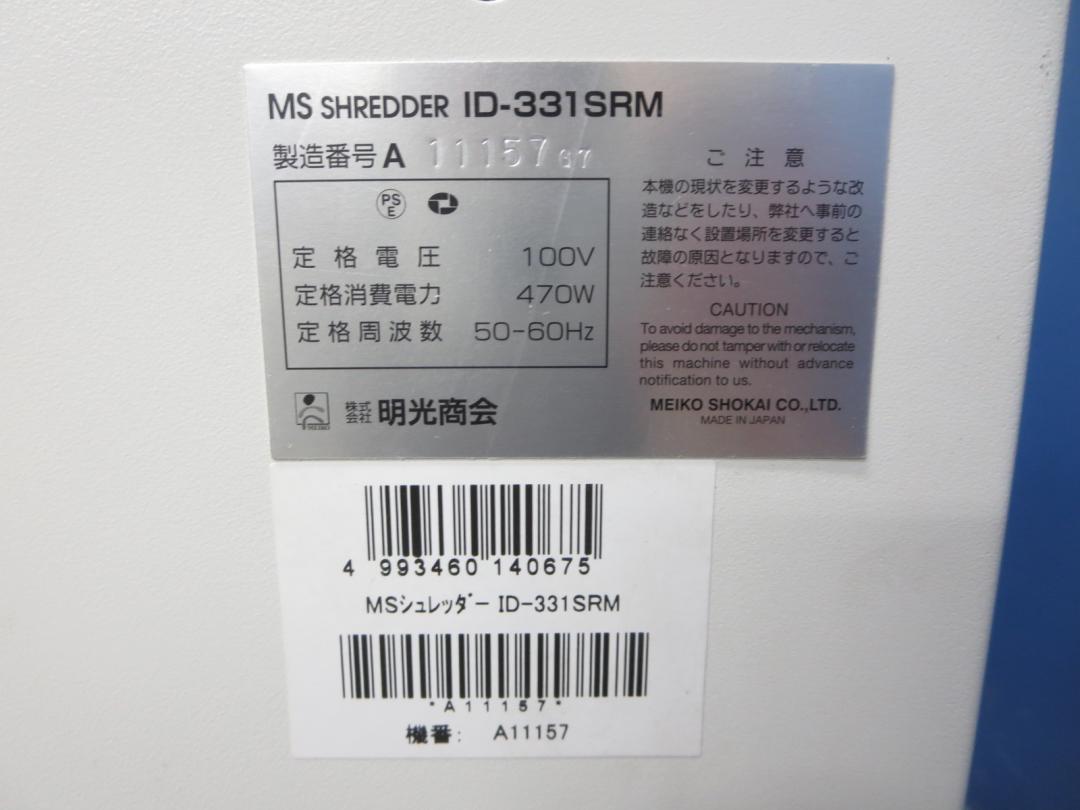 MS SHREDDER ID-331SRM
製造番号 A 11157 G7
PS
E
定格電圧 100V
定格消費電力 470W
定格周波数 50-60Hz
MEIKO
株式会社 明光商会
ご注意
本機の現状を変更するような改
造などをしたり、弊社へ事前の
連絡なく設置場所を変更すると
故障の原因となりますので、ご
注意ください。
CAUTION
To avoid damage to the mechanism,
please do not tamper with or relocate
this machine without advance
notification to us.
MEIKO SHOKAI CO.,LTD.
MADE IN JAPAN
4 993460 140675
MSシュレッダー ID-331SRM
*A11157*
機番: A11157